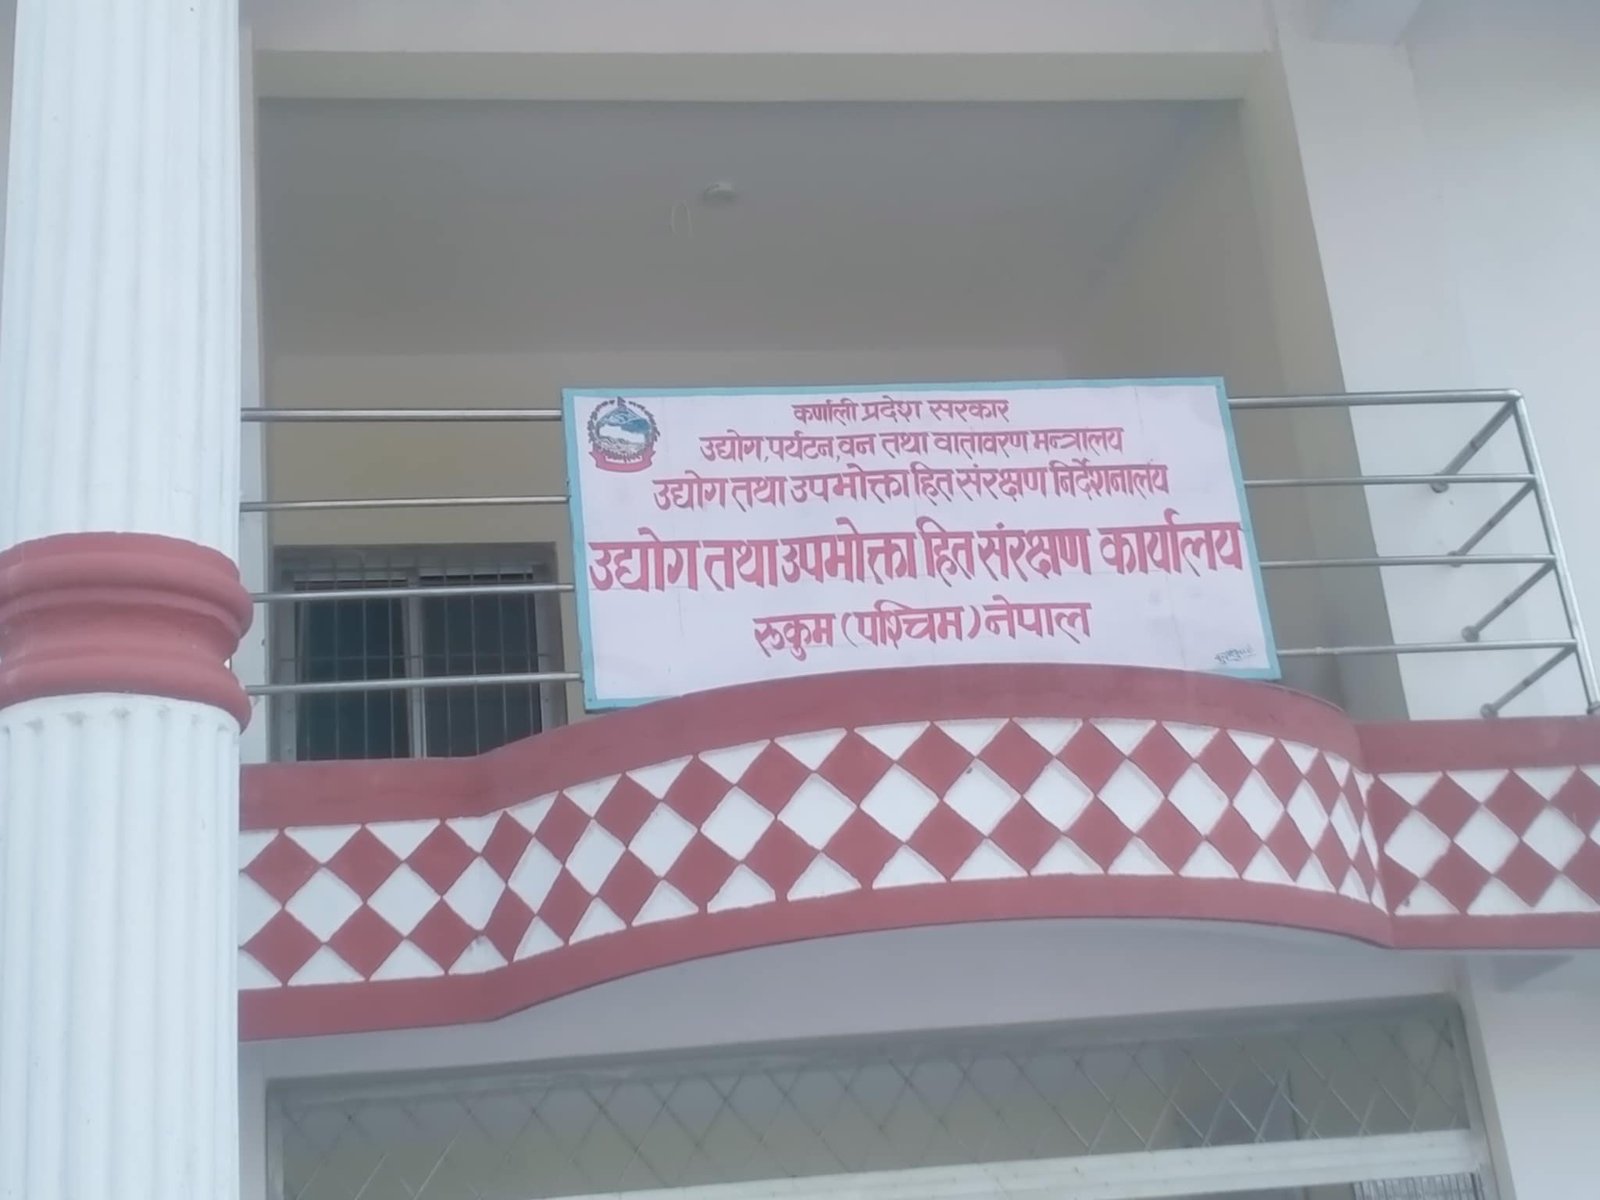 कर्णाली प्रदेश सरकार
उद्योग, पर्यटन, वन तथा वातावरण मन्त्रालय
उद्योग तथा उपभोक्ता हित संरक्षण निर्देशनालय
उद्योग तथा उपभोक्ता हित संरक्षण कार्यालय
रूकुम (पश्चिम) नेपाल